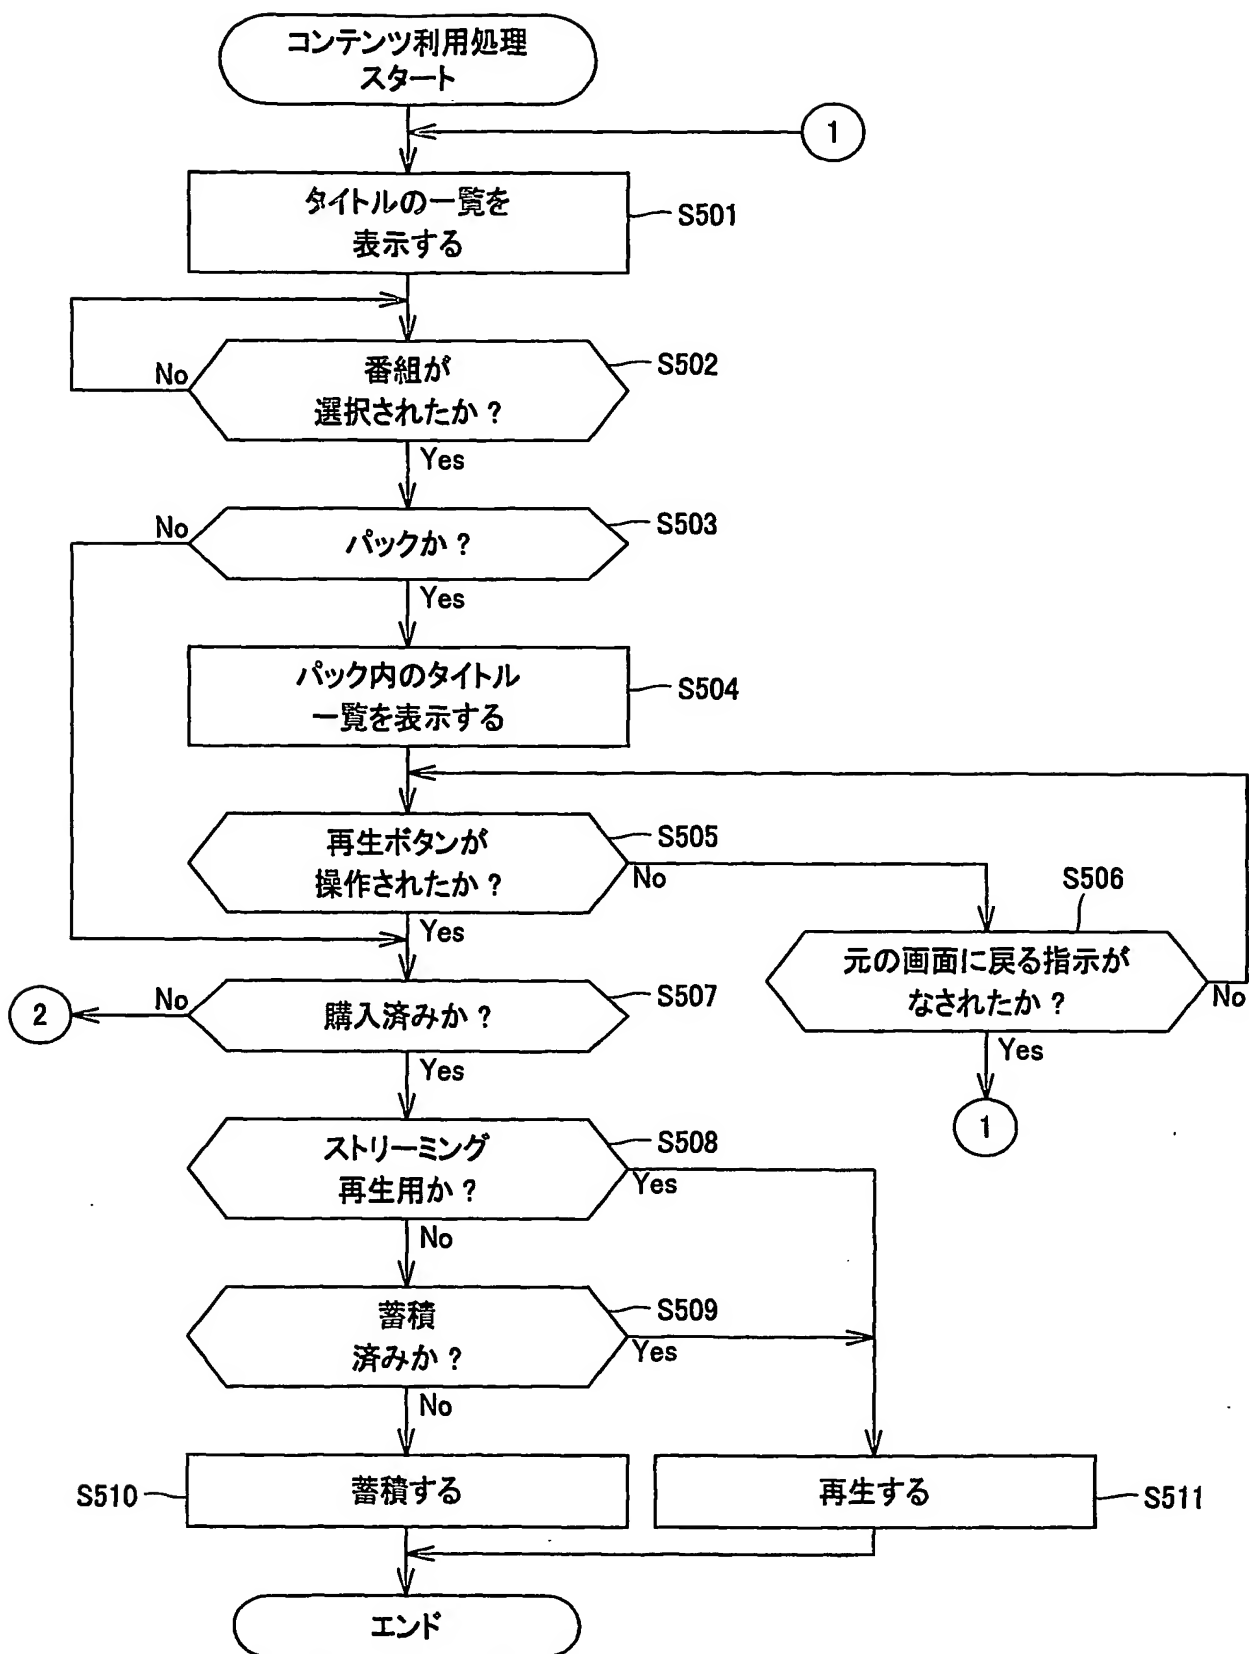 コンテンツ利用処理
スタート
1
タイトルの一覧を
表示する
S501
番組が
選択されたか？
S502
No
Yes
パックか？
S503
No
Yes
パック内のタイトル
一覧を表示する
S504
再生ボタンが
操作されたか？
S505
No
Yes
S506
元の画面に戻る指示が
なされたか？
No
Yes
1
購入済みか？
S507
No
2
Yes
ストリーミング
再生用か？
S508
Yes
No
蓄積
済みか？
S509
Yes
No
S510
蓄積する
再生する
S511
エンド